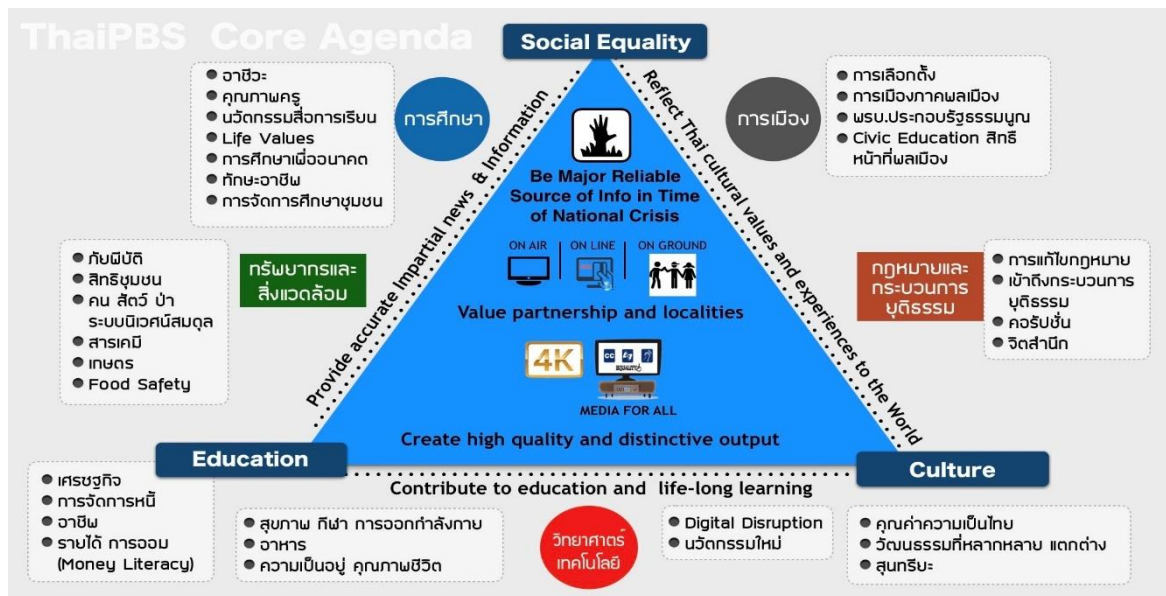 ThaiPBS Core Agenda
Social Equality
อาชีวะ
คุณภาพครู
นวัตกรรมสื่อการเรียน
Life Values
การศึกษาเพื่ออนาคต
ทักษะอาชีพ
การจัดการศึกษาชุมชน
การศึกษา
การเมือง
การเลือกตั้ง
การเมืองภาคพลเมือง
พรบ.ประกอบรัฐธรรมนูณ
Civic Education สิทธิ
หน้าที่พลเมือง
Provide accurate Impartial news & Information
Reflect Thai cultural values and experiences to the World
Be Major Reliable
Source of Info in Time
of National Crisis
ON AIR
ON LINE
ON GROUND
Value partnership and localities
4K
CC
MEDIA FOR ALL
Create high quality and distinctive output
ภัยพิบัติ
สิทธิชุมชน
คน สัตว์ ป่า
ระบบนิเวศน์สมดุล
สารเคมี
เกษตร
Food Safety
ทรัพยากรและ
สิ่งแวดล้อม
กฎหมายและ
กระบวนการ
ยุติธรรม
การแก้ไขกฎหมาย
เข้าถึงกระบวนการ
ยุติธรรม
คอรัปชั่น
จิตสำนึก
Education
Culture
Contribute to education and life-long learning
เศรษฐกิจ
การจัดการหนี้
อาชีพ
รายได้ การออม
(Money Literacy)
สุขภาพ กีฬา การออกกำลังกาย
อาหาร
ความเป็นอยู่ คุณภาพชีวิต
วิทยาศาตร์
เทคโนโลยี
Digital Disruption
นวัตกรรมใหม่
คุณค่าความเป็นไทย
วัฒนธรรมที่หลากหลาย แตกต่าง
สุนทรียะ